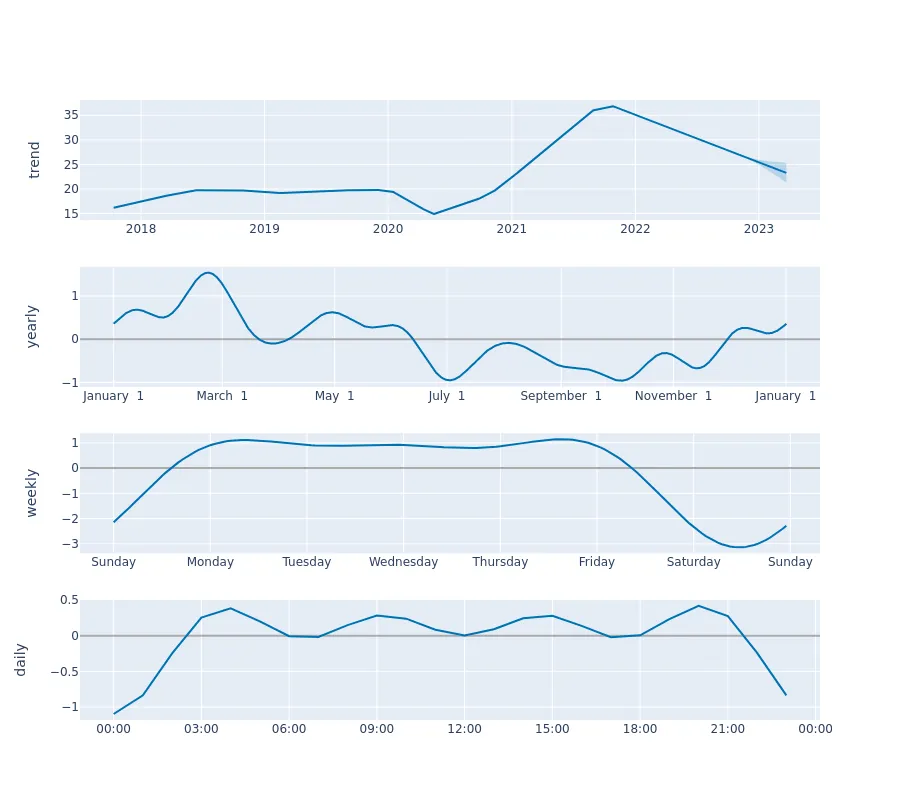 trend
35
30
25
20
15
2018 2019 2020 2021 2022 2023
yearly
1
0
−1
January 1 March 1 May 1 July 1 September 1 November 1 January 1
weekly
1
0
−1
−2
−3
Sunday Monday Tuesday Wednesday Thursday Friday Saturday Sunday
daily
0.5
0
−0.5
−1
00:00 03:00 06:00 09:00 12:00 15:00 18:00 21:00 00:00